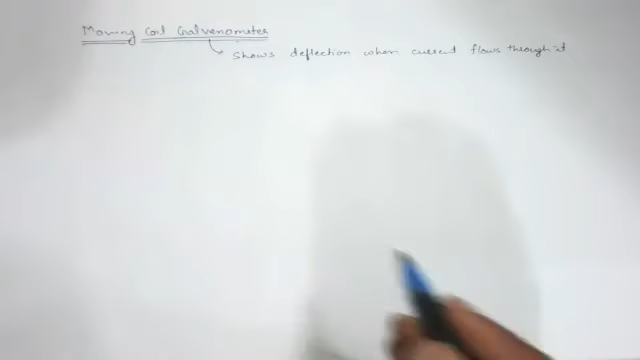 Moving Coil Galvenometer
Shows deflection when current flows through it